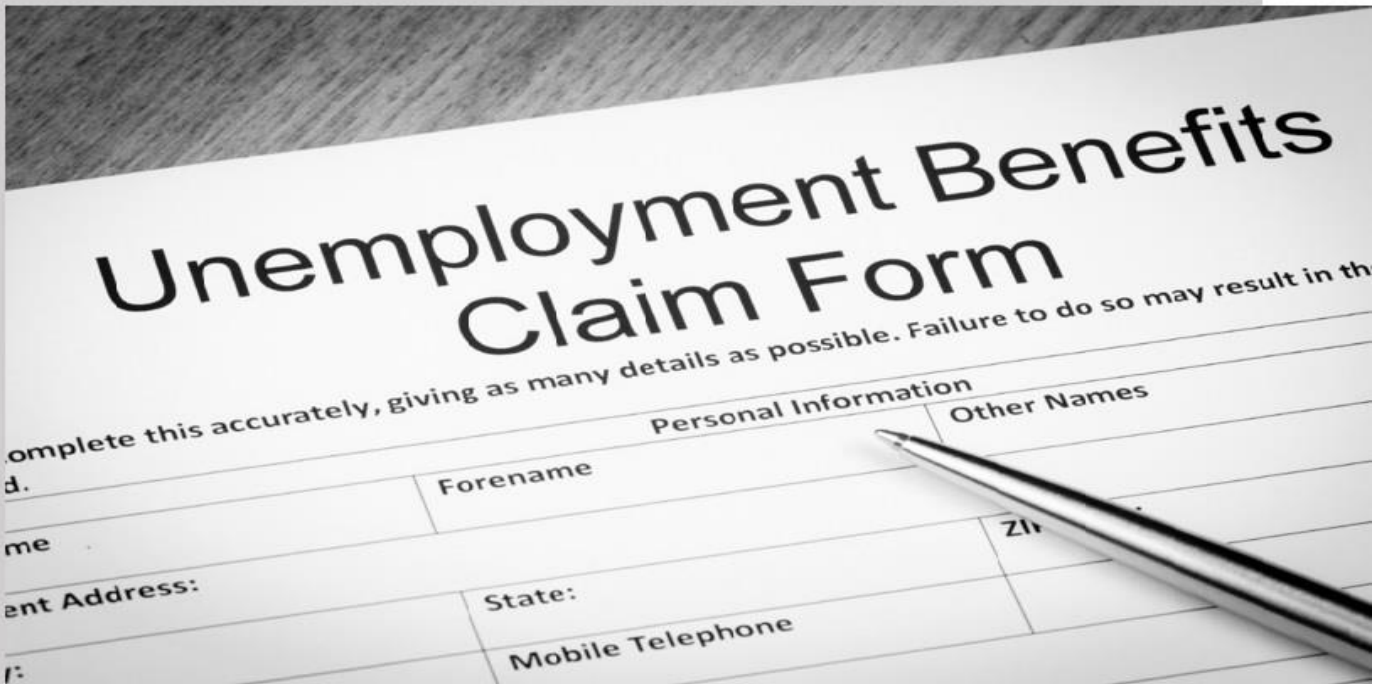 Unemployment Benefits
Claim Form
omplete this accurately, giving as many details as possible. Failure to do so may result in th
d.
Personal Information
me
Forename
Other Names
ent Address:
State:
ZI
y:
Mobile Telephone